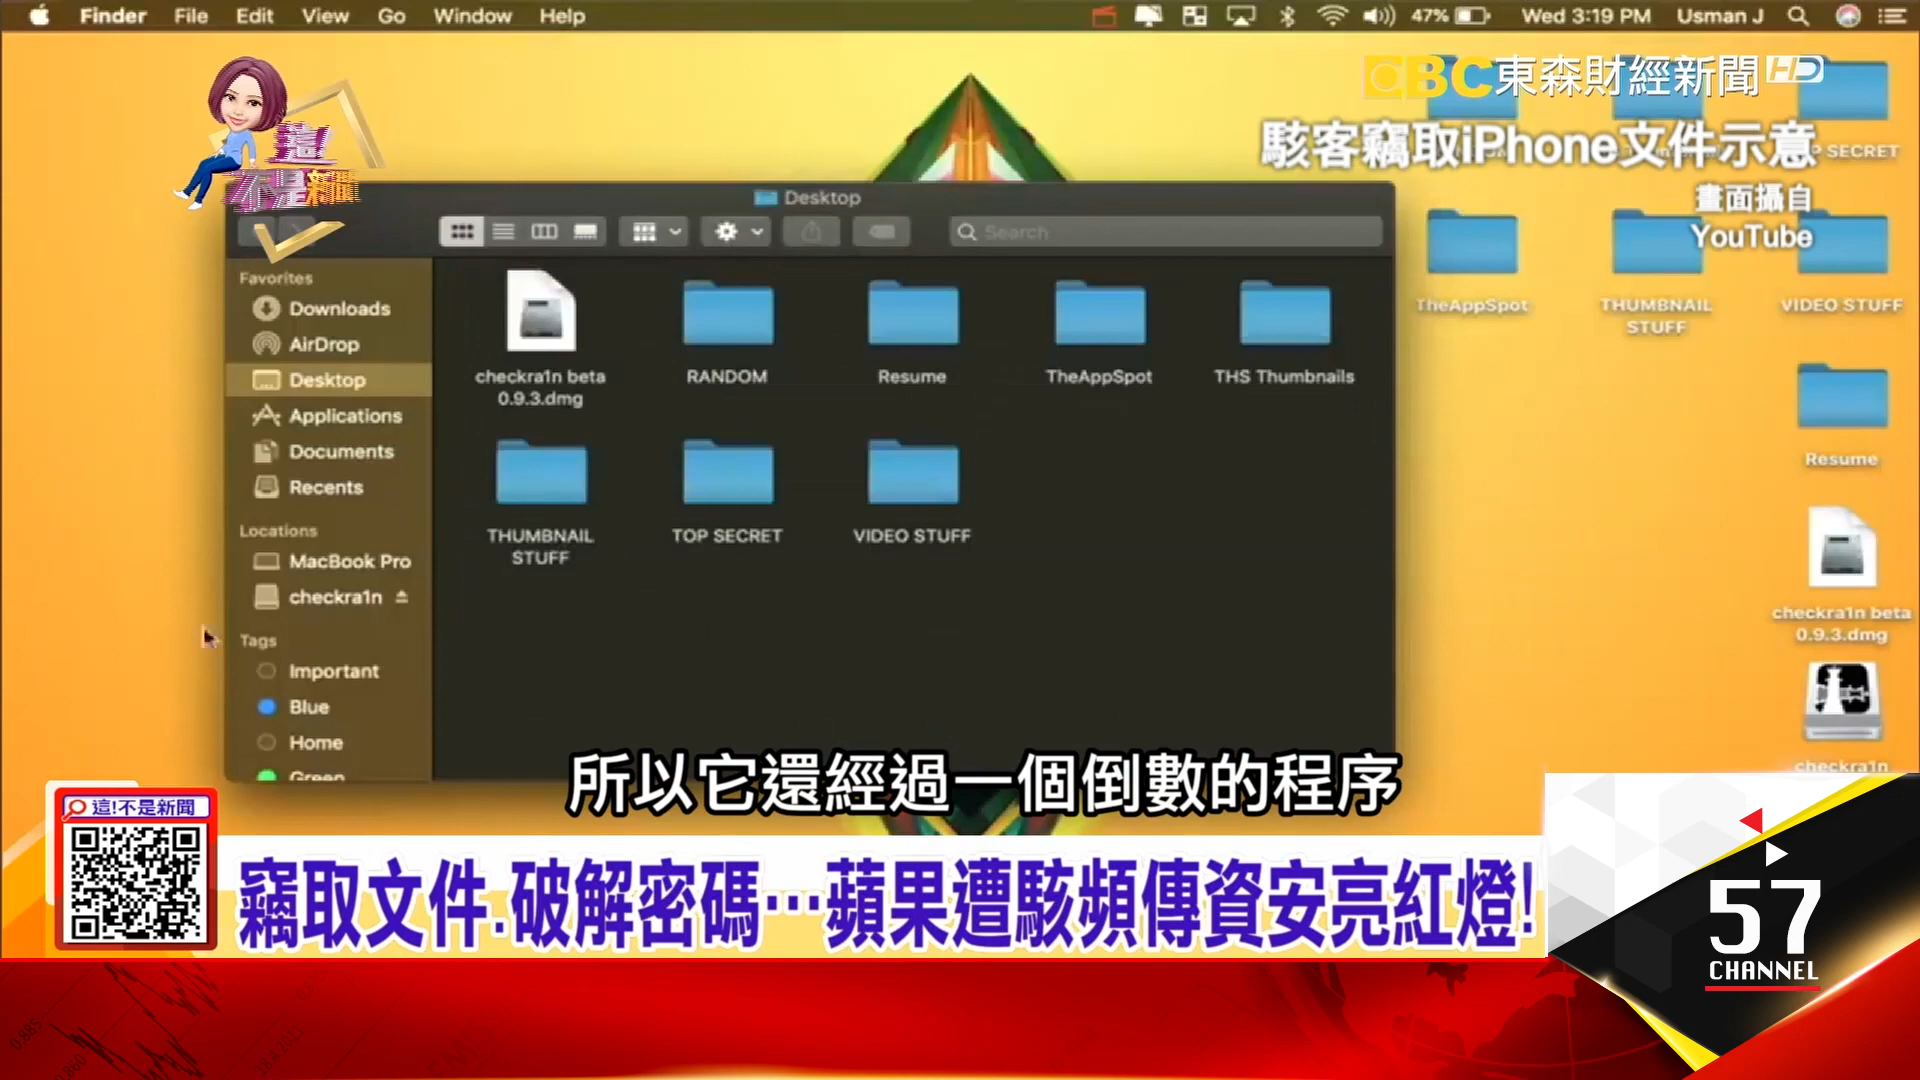 Finder File Edit View Go Window Help
47% Wed 3:19 PM Usman J
EBC東森財經新聞HD
這!
不是新聞
駭客竊取iPhone文件示意
SECRET
畫面攝自
YouTube
Desktop
Search
Favorites
Downloads
AirDrop
Desktop
Applications
Documents
Recents
Locations
MacBook Pro
checkra1n
Tags
Important
Blue
Home
Green
checkra1n beta
0.9.3.dmg
RANDOM
Resume
TheAppSpot
THS Thumbnails
THUMBNAIL
STUFF
TOP SECRET
VIDEO STUFF
TheAppSpot
THUMBNAIL
STUFF
VIDEO STUFF
Resume
checkra1n beta
0.9.3.dmg
checkra1n
所以它還經過一個倒數的程序
這!不是新聞
竊取文件.破解密碼…蘋果遭駭頻傳資安亮紅燈!
57
CHANNEL
0.885
0.860